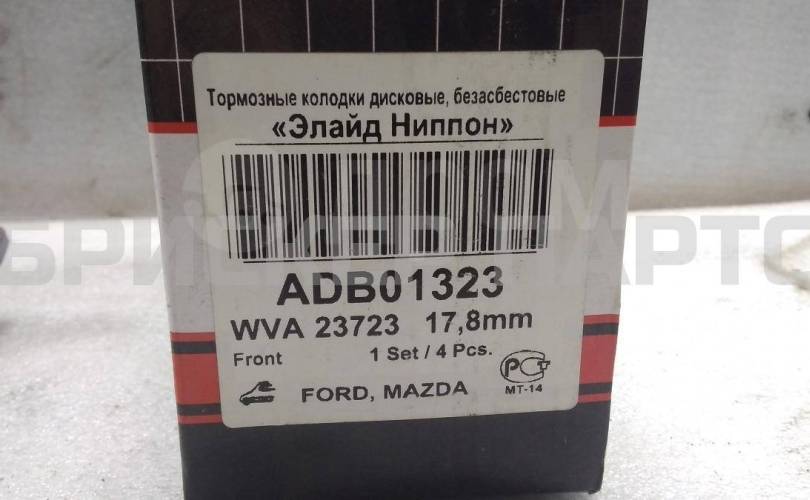 Тормозные колодки дисковые, безасбестовые
«Элайд Ниппон»
ADB01323
WVA 23723 17,8mm
Front 1 Set / 4 Pcs.
РСТ
МТ-14
FORD, MAZDA